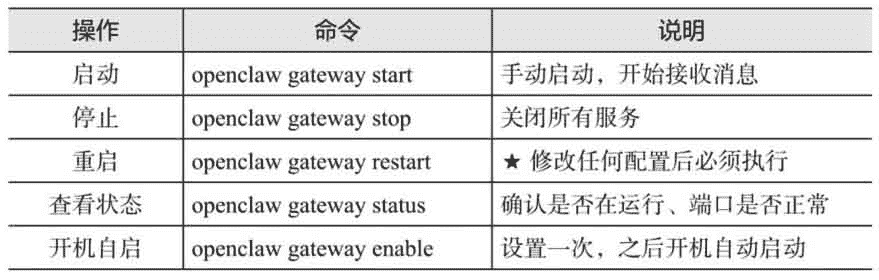 操作 命令 说明
启动 openclaw gateway start 手动启动，开始接收消息
停止 openclaw gateway stop 关闭所有服务
重启 openclaw gateway restart ★ 修改任何配置后必须执行
查看状态 openclaw gateway status 确认是否在运行、端口是否正常
开机自启 openclaw gateway enable 设置一次，之后开机自动启动